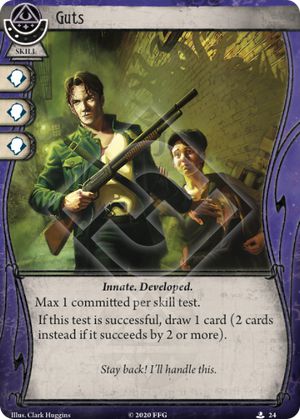 Guts
SKILL
Innate. Developed.
Max 1 committed per skill test.
If this test is successful, draw 1 card (2 cards
instead if it succeeds by 2 or more).
Stay back! I'll handle this.
Illus. Clark Huggins © 2020 FFG 24